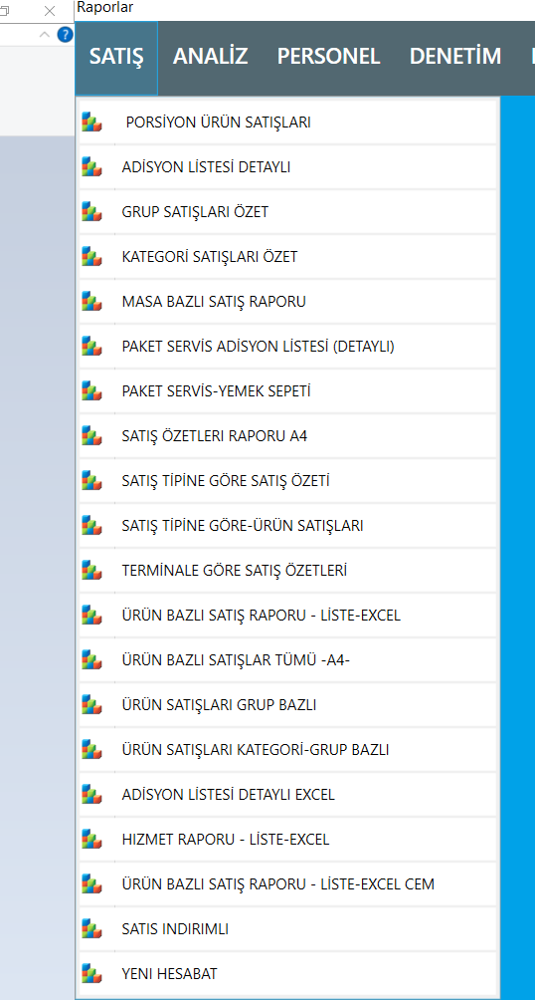 Raporlar
SATIŞ ANALİZ PERSONEL DENETİM
PORSİYON ÜRÜN SATIŞLARI
ADİSYON LİSTESİ DETAYLI
GRUP SATIŞLARI ÖZET
KATEGORİ SATIŞLARI ÖZET
MASA BAZLI SATIŞ RAPORU
PAKET SERVİS ADİSYON LİSTESİ (DETAYLI)
PAKET SERVİS-YEMEK SEPETİ
SATIŞ ÖZETLERI RAPORU A4
SATIŞ TİPİNE GÖRE SATIŞ ÖZETİ
SATIŞ TİPİNE GÖRE-ÜRÜN SATIŞLARI
TERMİNALE GÖRE SATIŞ ÖZETLERİ
ÜRÜN BAZLI SATIŞ RAPORU - LİSTE-EXCEL
ÜRÜN BAZLI SATIŞLAR TÜMÜ -A4-
ÜRÜN SATIŞLARI GRUP BAZLI
ÜRÜN SATIŞLARI KATEGORİ-GRUP BAZLI
ADİSYON LİSTESİ DETAYLI EXCEL
HIZMET RAPORU - LİSTE-EXCEL
ÜRÜN BAZLI SATIŞ RAPORU - LİSTE-EXCEL CEM
SATIS INDIRIMLI
YENI HESABAT